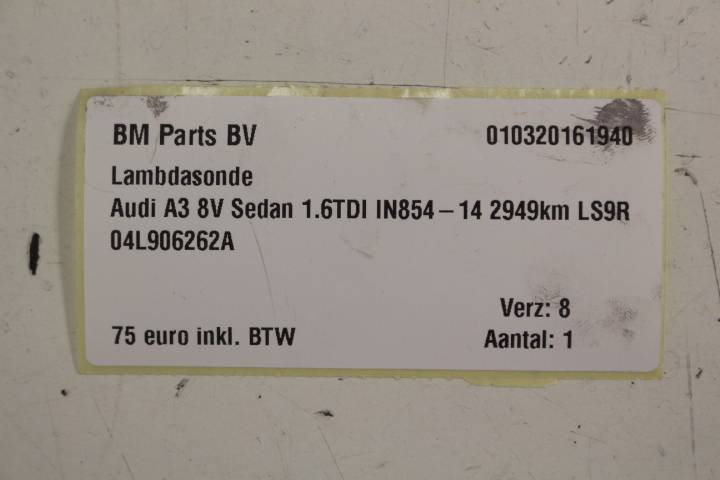 BM Parts BV 010320161940
Lambdasonde
Audi A3 8V Sedan 1.6TDI IN854-14 2949km LS9R
04L906262A
Verz: 8
75 euro inkl. BTW Aantal: 1